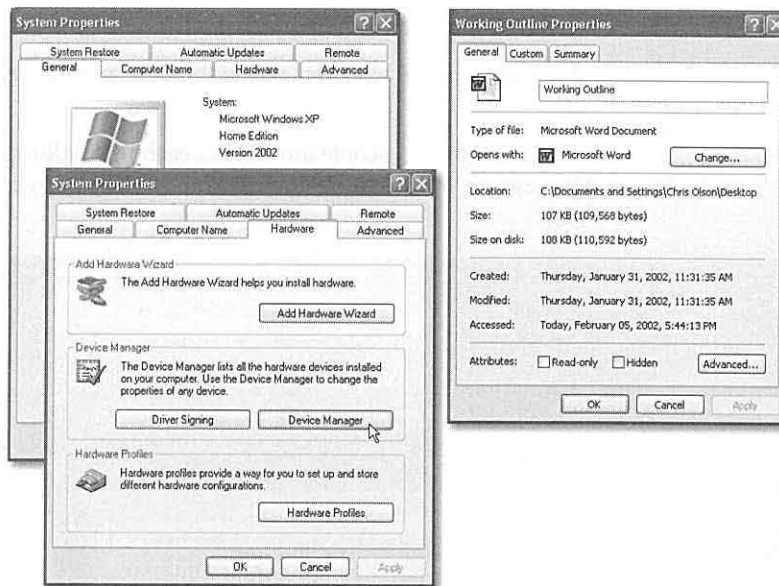 System Properties
System Restore Automatic Updates Remote
General Computer Name Hardware Advanced
System:
Microsoft Windows XP
Home Edition
Version 2002
System Properties
System Restore Automatic Updates Remote
General Computer Name Hardware Advanced
Add Hardware Wizard
The Add Hardware Wizard helps you install hardware.
Add Hardware Wizard
Device Manager
The Device Manager lists all the hardware devices installed
on your computer. Use the Device Manager to change the
properties of any device.
Driver Signing Device Manager
Hardware Profiles
Hardware profiles provide a way for you to set up and store
different hardware configurations.
Hardware Profiles
OK Cancel Apply
Working Outline Properties
General Custom Summary
Working Outline
Type of file: Microsoft Word Document
Opens with: Microsoft Word Change...
Location: C:\Documents and Settings\Chris Olson\Desktop
Size: 107 KB (109,568 bytes)
Size on disk: 108 KB (110,592 bytes)
Created: Thursday, January 31, 2002, 11:31:35 AM
Modified: Thursday, January 31, 2002, 11:31:35 AM
Accessed: Today, February 05, 2002, 5:44:13 PM
Attributes: Read-only Hidden Advanced...
OK Cancel Apply